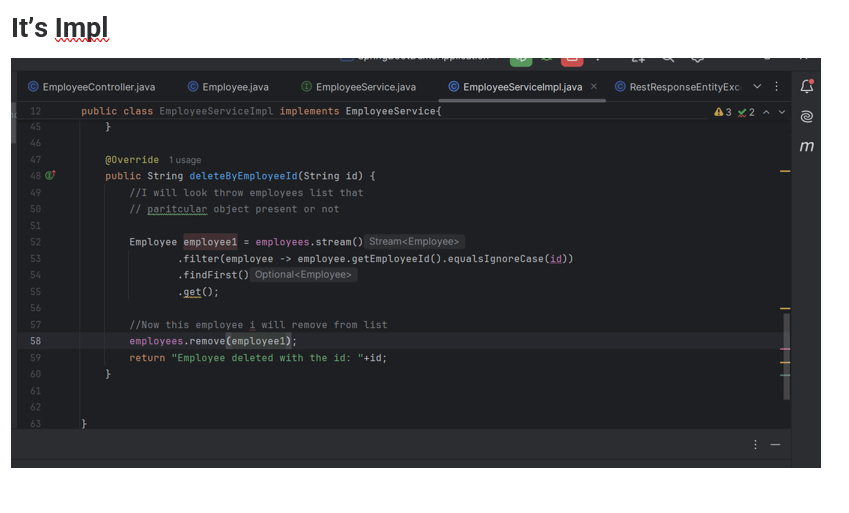 It's Impl
EmployeeController.java Employee.java EmployeeService.java EmployeeServiceImpl.java × RestResponseEntityExc
12 public class EmployeeServiceImpl implements EmployeeService{ 3 2
45 }
46
47 @Override 1 usage
48 public String deleteByEmployeeId(String id) {
49 //I will look throw employees list that
50 // paritcular object present or not
51
52 Employee employee1 = employees.stream() Stream<Employee>
53 .filter(employee -> employee.getEmployeeId().equalsIgnoreCase(id))
54 .findFirst() Optional<Employee>
55 .get();
56
57 //Now this employee i will remove from list
58 employees.remove(employee1);
59 return "Employee deleted with the id: "+id;
60 }
61
62
63 }
m